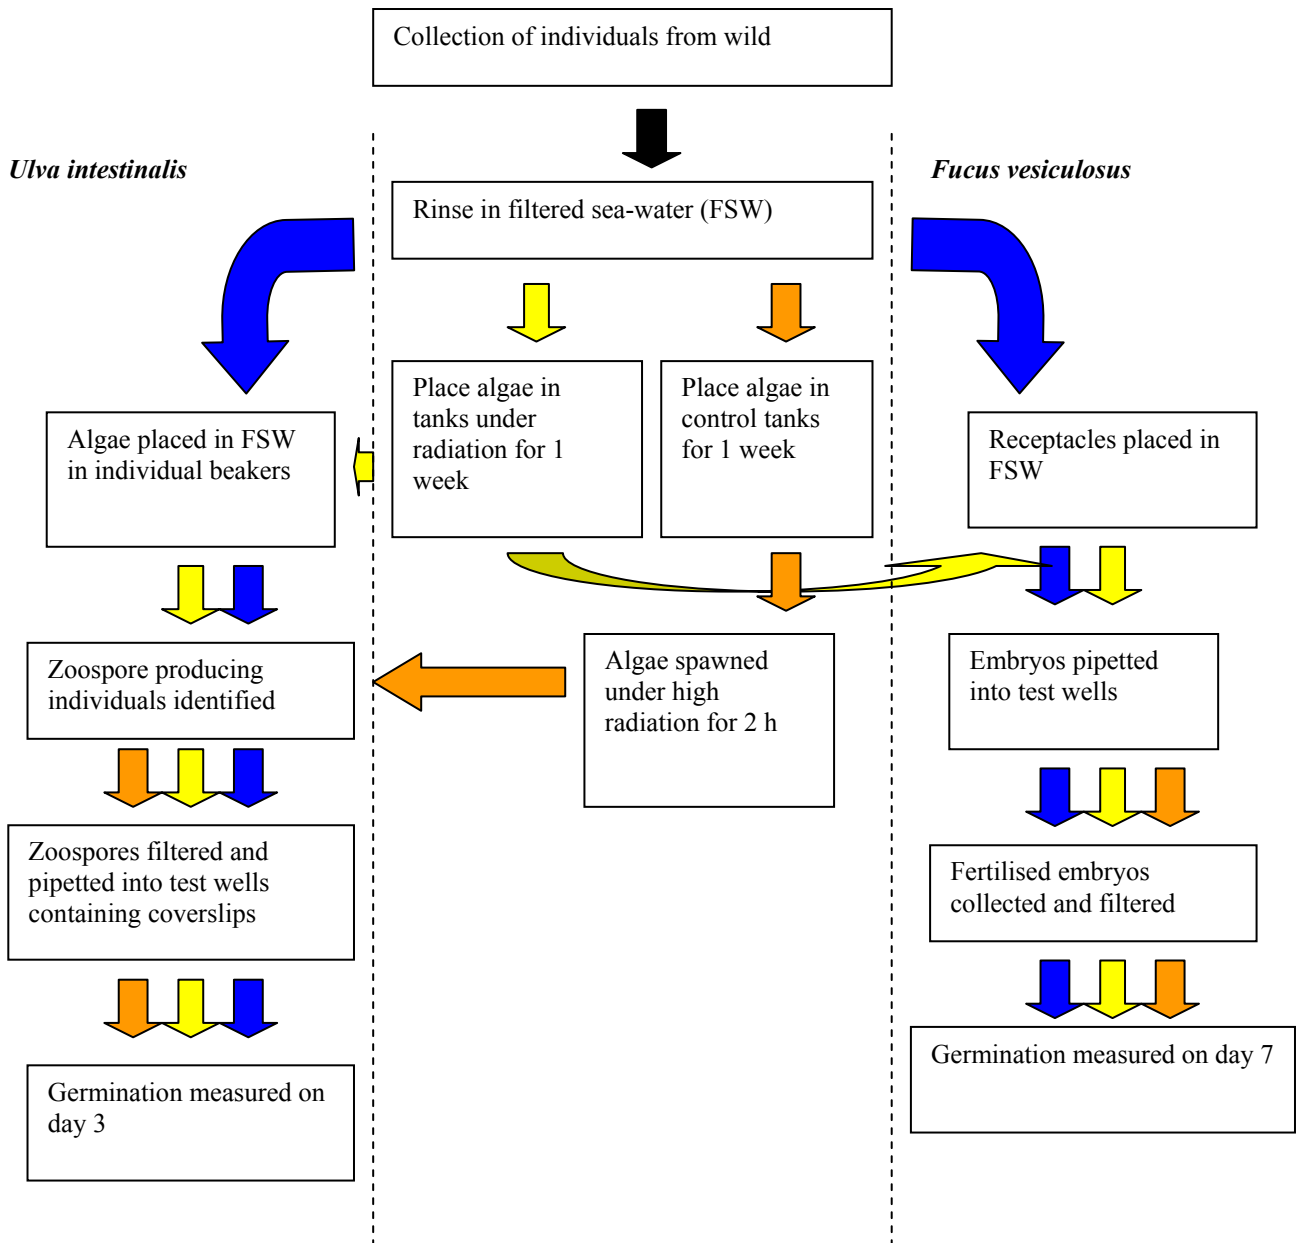 Collection of individuals from wild
Ulva intestinalis
Fucus vesiculosus
Rinse in filtered sea-water (FSW)
Place algae in
tanks under
radiation for 1
week
Place algae in
control tanks
for 1 week
Algae placed in FSW
in individual beakers
Receptacles placed in
FSW
Zoospore producing
individuals identified
Algae spawned
under high
radiation for 2 h
Embryos pipetted
into test wells
Zoospores filtered and
pipetted into test wells
containing coverslips
Fertilised embryos
collected and filtered
Germination measured on
day 3
Germination measured on day 7